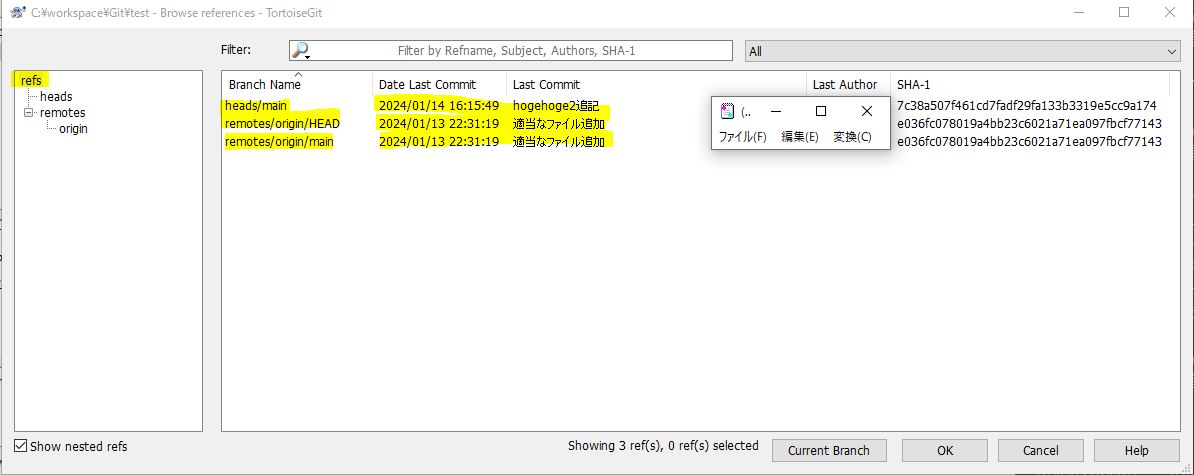 C:¥workspace¥Git¥test - Browse references - TortoiseGit
Filter:
Filter by Refname, Subject, Authors, SHA-1
All
refs
heads
remotes
origin
Branch Name Date Last Commit Last Commit Last Author SHA-1
heads/main 2024/01/14 16:15:49 hogehoge2追記 7c38a507f461cd7fadf29fa133b3319e5cc9a174
remotes/origin/HEAD 2024/01/13 22:31:19 適当なファイル追加 e036fc078019a4bb23c6021a71ea097fbcf77143
remotes/origin/main 2024/01/13 22:31:19 適当なファイル追加 e036fc078019a4bb23c6021a71ea097fbcf77143
(..
ファイル(F) 編集(E) 変換(C)
Show nested refs
Showing 3 ref(s), 0 ref(s) selected
Current Branch
OK
Cancel
Help